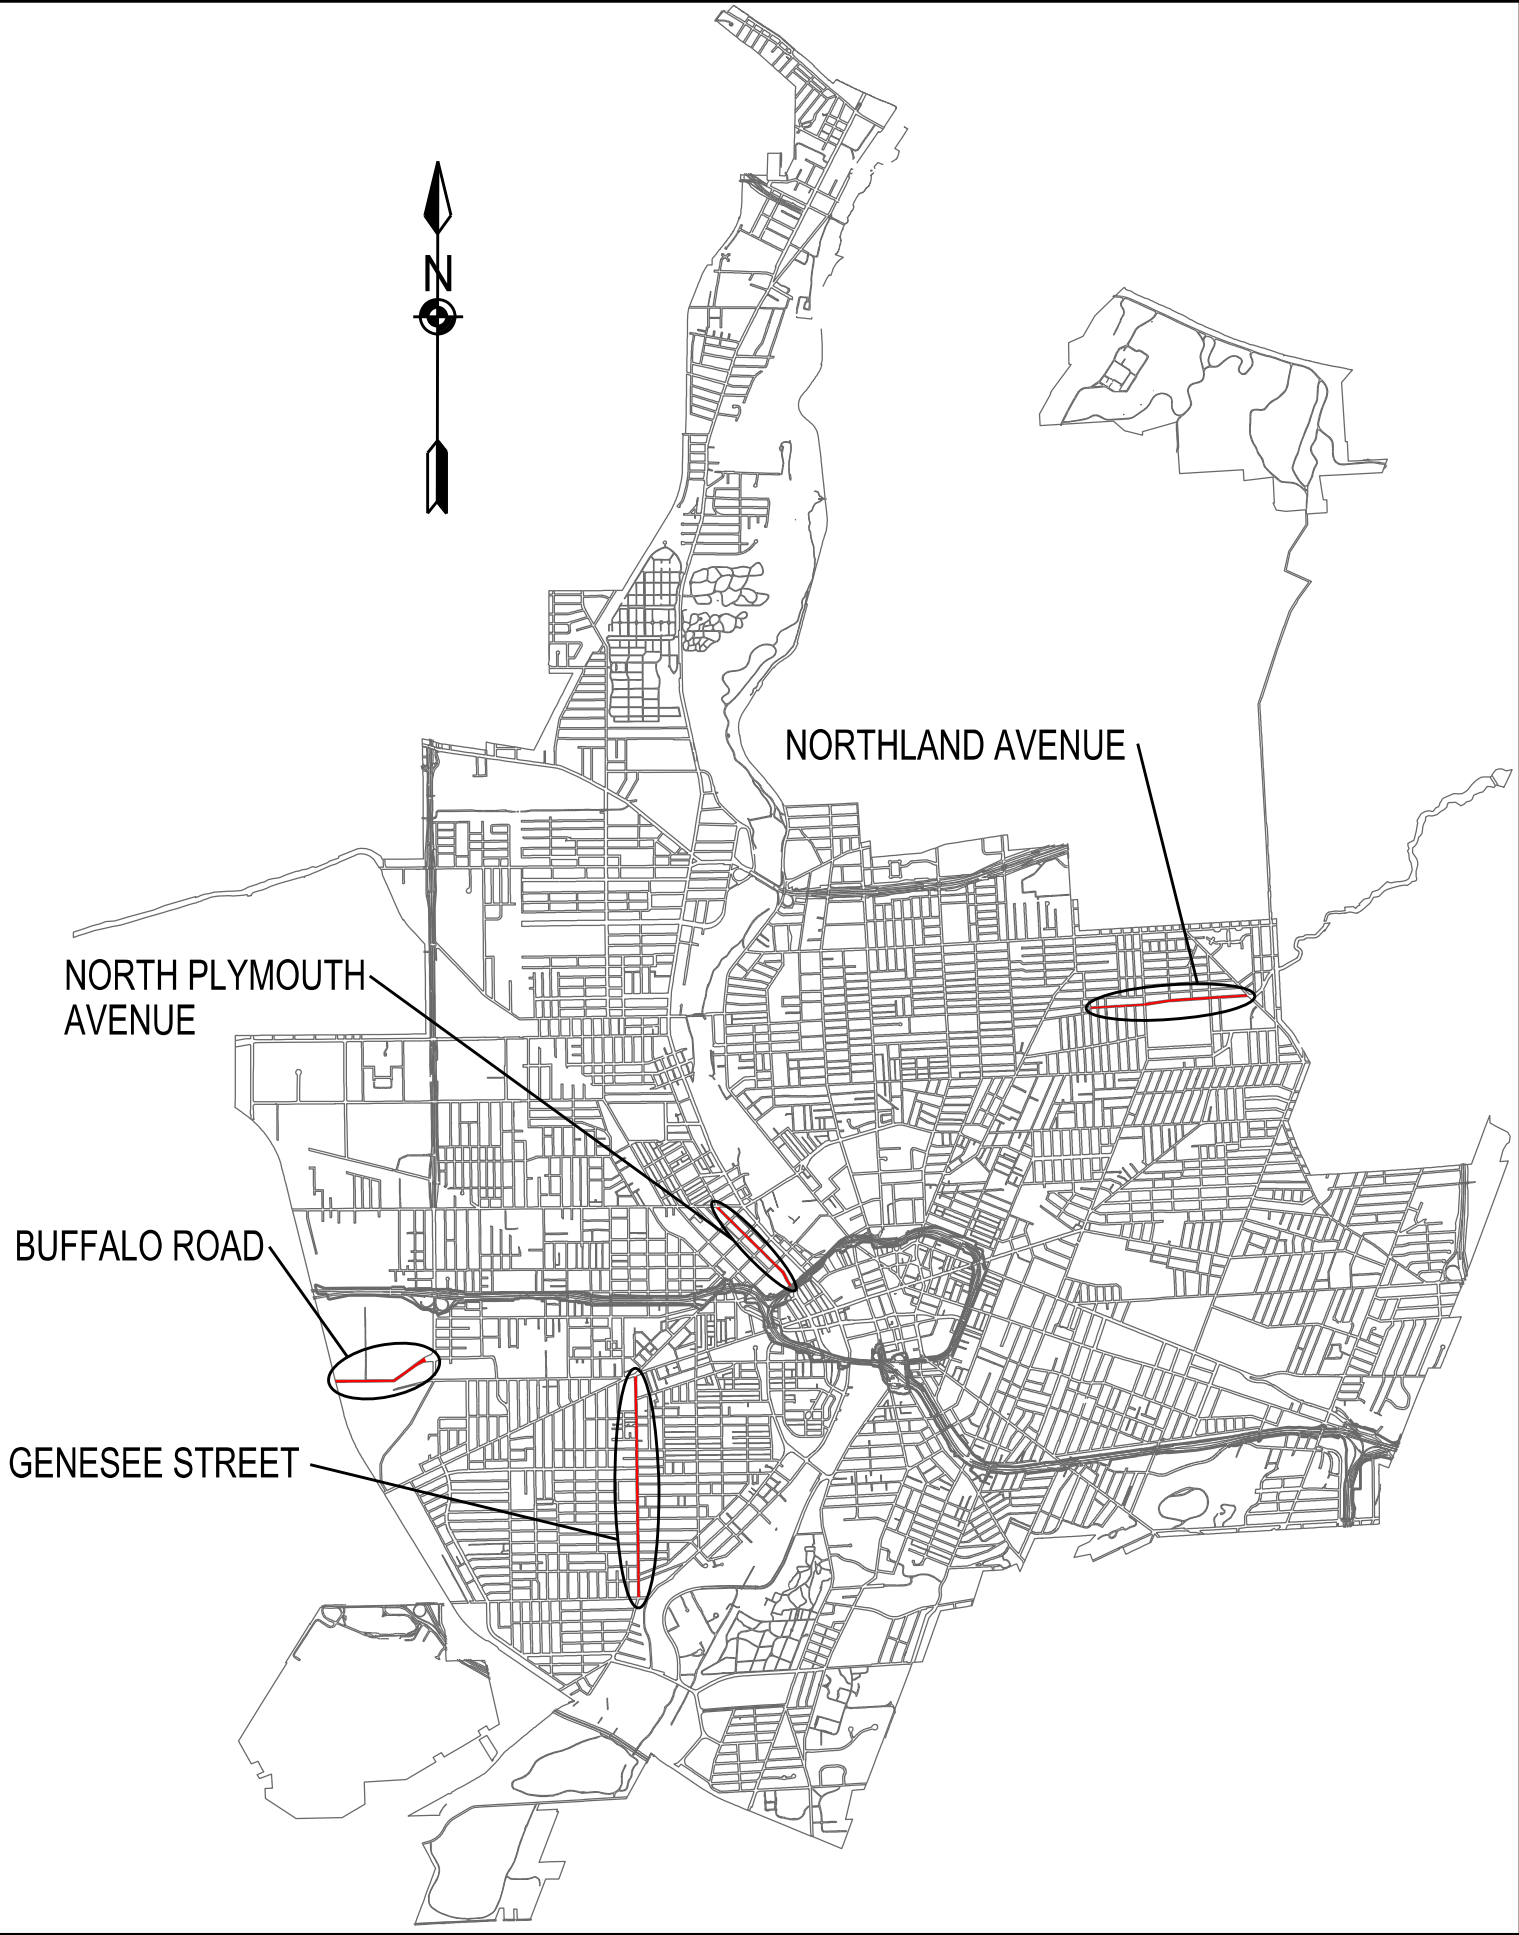 N
NORTHLAND AVENUE
NORTH PLYMOUTH
AVENUE
BUFFALO ROAD
GENESEE STREET